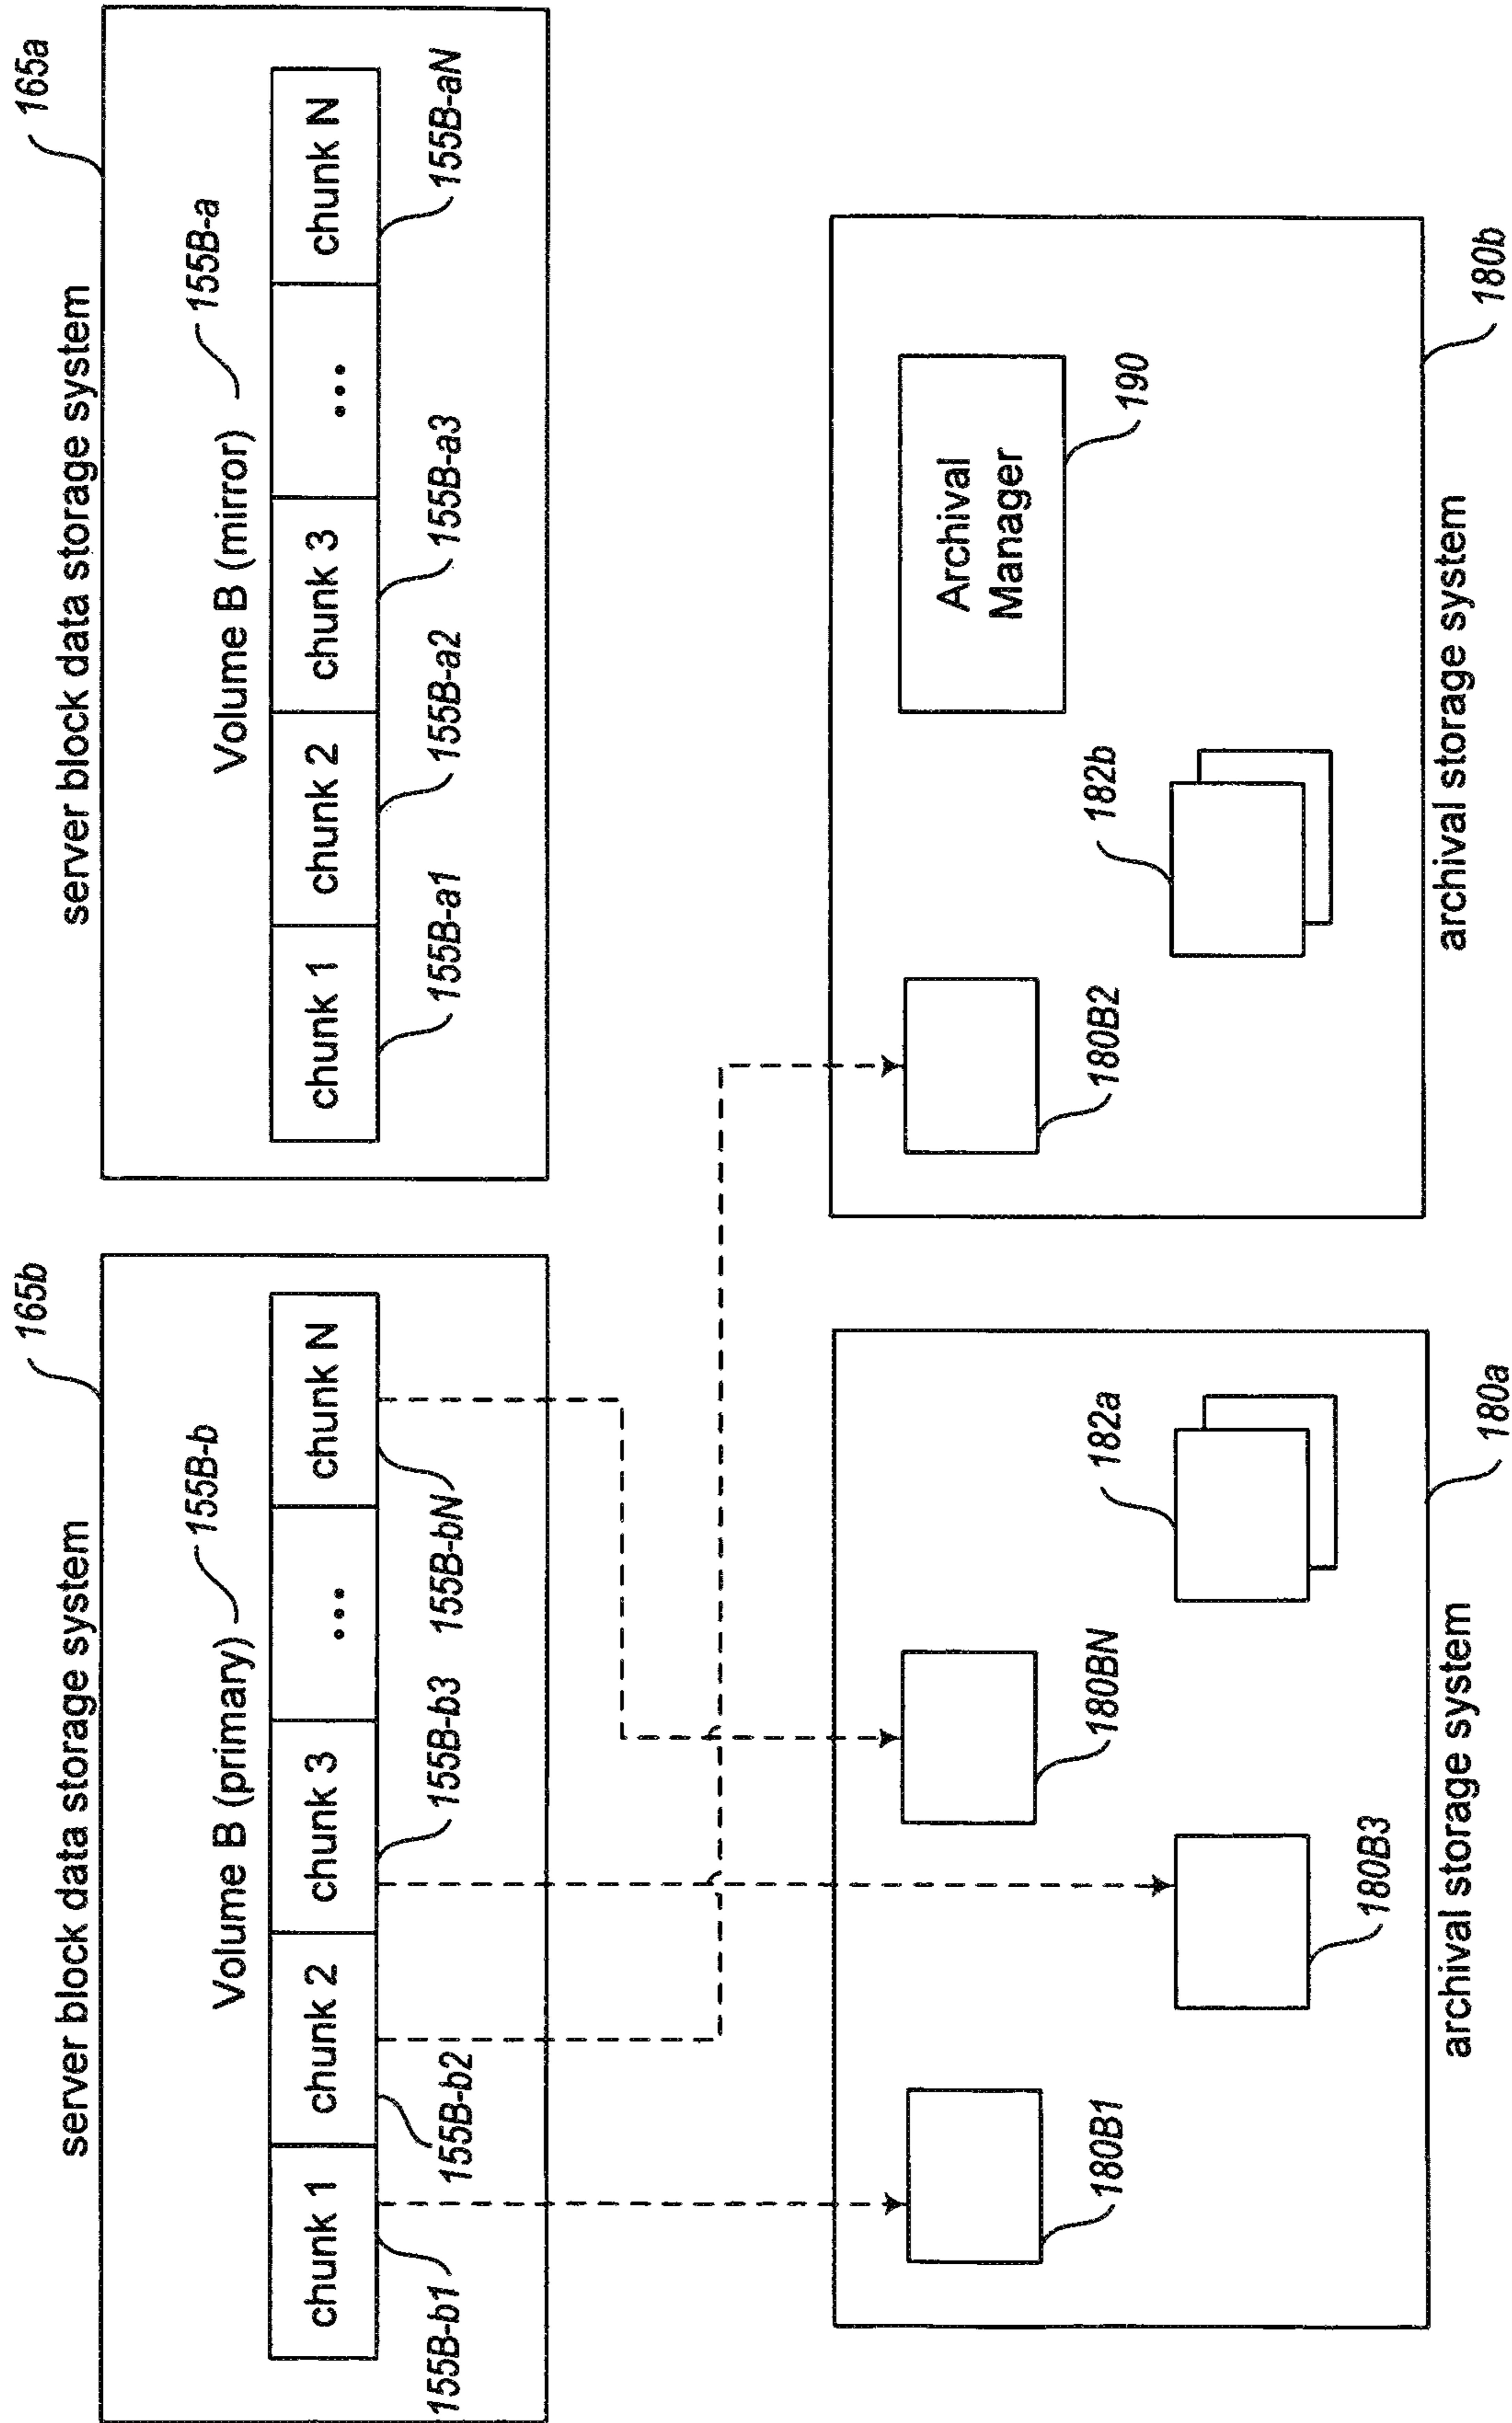 server block data storage system
165b
Volume B (primary)
155B-b
chunk 1
chunk 2
chunk 3
...
chunk N
155B-b1
155B-b2
155B-b3
155B-bN
server block data storage system
165a
Volume B (mirror)
155B-a
chunk 1
chunk 2
chunk 3
...
chunk N
155B-a1
155B-a2
155B-a3
155B-aN
180B1
180B3
180BN
182a
archival storage system
180a
180B2
182b
Archival
Manager
190
archival storage system
180b